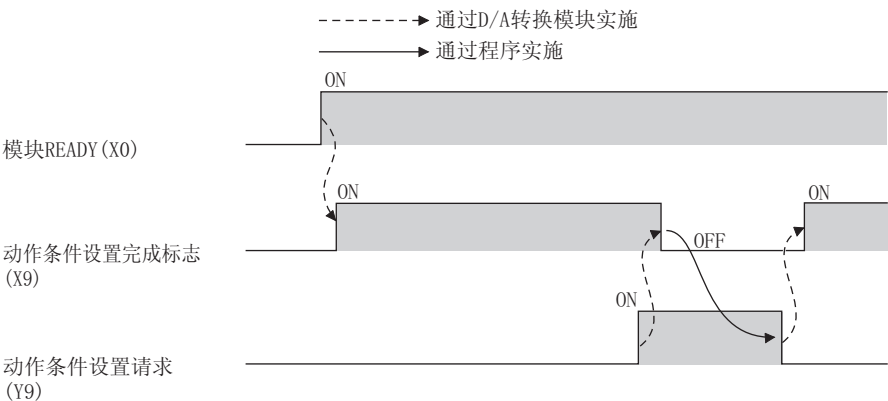 通过D/A转换模块实施
通过程序实施
ON
模块READY(X0)
ON
ON
动作条件设置完成标志
(X9)
OFF
ON
动作条件设置请求
(Y9)